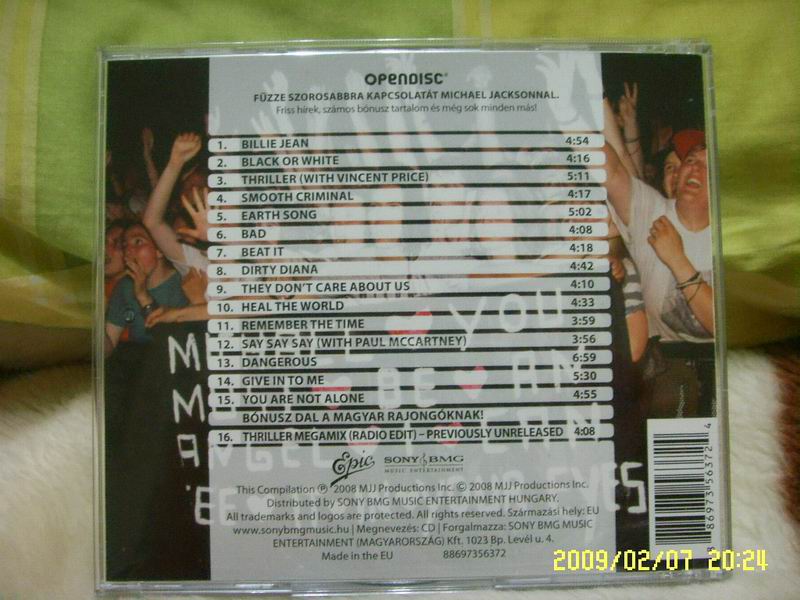 OPENDISC®
FŰZZE SZOROSABBRA KAPCSOLATÁT MICHAEL JACKSONNAL.
Friss hírek, számos bónusz tartalom és még sok minden más!
1. BILLIE JEAN 4:54
2. BLACK OR WHITE 4:16
3. THRILLER (WITH VINCENT PRICE) 5:11
4. SMOOTH CRIMINAL 4:17
5. EARTH SONG 5:02
6. BAD 4:08
7. BEAT IT 4:18
8. DIRTY DIANA 4:42
9. THEY DON'T CARE ABOUT US 4:10
10. HEAL THE WORLD 4:33
11. REMEMBER THE TIME 3:59
12. SAY SAY SAY (WITH PAUL MCCARTNEY) 3:56
13. DANGEROUS 6:59
14. GIVE IN TO ME 5:30
15. YOU ARE NOT ALONE 4:55
BÓNUSZ DAL A MAGYAR RAJONGÓKNAK!
16. THRILLER MEGAMIX (RADIO EDIT) – PREVIOUSLY UNRELEASED 4:08
YOU
BE AN
EYES
Epic SONY BMG
MUSIC ENTERTAINMENT
This Compilation ℗ 2008 MJJ Productions Inc. © 2008 MJJ Productions Inc.
Distributed by SONY BMG MUSIC ENTERTAINMENT HUNGARY.
All trademarks and logos are protected. All rights reserved. Származási hely: EU
www.sonybmgmusic.hu | Megnevezés: CD | Forgalmazza: SONY BMG MUSIC
ENTERTAINMENT (MAGYARORSZÁG) Kft. 1023 Bp. Levél u. 4.
Made in the EU 88697356372
8 86973 56372 4
2009/02/07 20:24